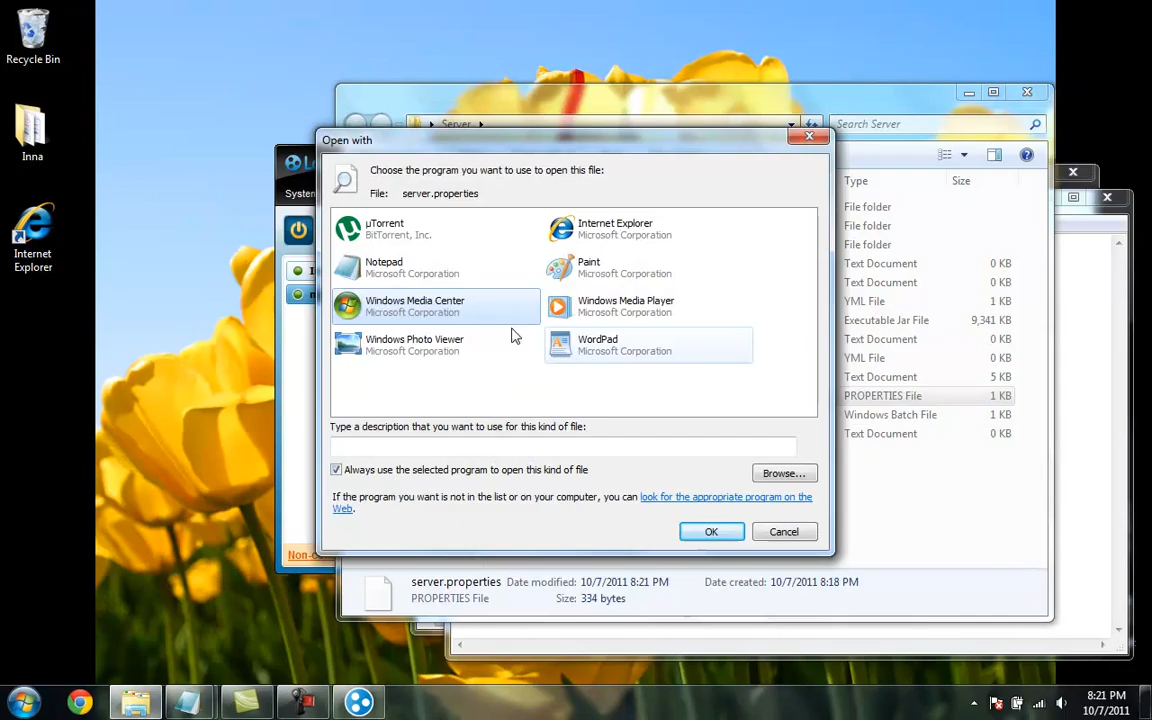 Recycle Bin
Inna
Internet
Explorer
Server
Search Server
Open with
Choose the program you want to use to open this file:
File: server.properties
µTorrent
BitTorrent, Inc.
Internet Explorer
Microsoft Corporation
Notepad
Microsoft Corporation
Paint
Microsoft Corporation
Windows Media Center
Microsoft Corporation
Windows Media Player
Microsoft Corporation
Windows Photo Viewer
Microsoft Corporation
WordPad
Microsoft Corporation
Type a description that you want to use for this kind of file:
Always use the selected program to open this kind of file
Browse...
If the program you want is not in the list or on your computer, you can look for the appropriate program on the
Web.
OK
Cancel
Type Size
File folder
File folder
File folder
Text Document 0 KB
Text Document 0 KB
YML File 1 KB
Executable Jar File 9,341 KB
Text Document 0 KB
YML File 0 KB
Text Document 5 KB
PROPERTIES File 1 KB
Windows Batch File 1 KB
Text Document 0 KB
server.properties Date modified: 10/7/2011 8:21 PM Date created: 10/7/2011 8:18 PM
PROPERTIES File Size: 334 bytes
8:21 PM
10/7/2011